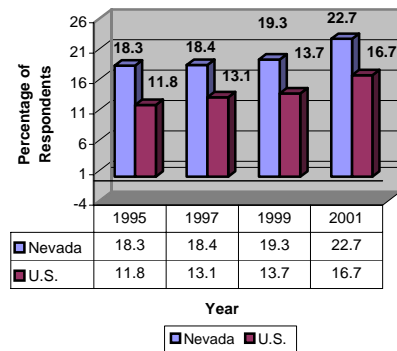 Percentage of
Respondents
26
21
16
11
6
1
-4
18.3
11.8
18.4
13.1
19.3
13.7
22.7
16.7
1995 1997 1999 2001
Nevada 18.3 18.4 19.3 22.7
U.S. 11.8 13.1 13.7 16.7
Year
Nevada U.S.